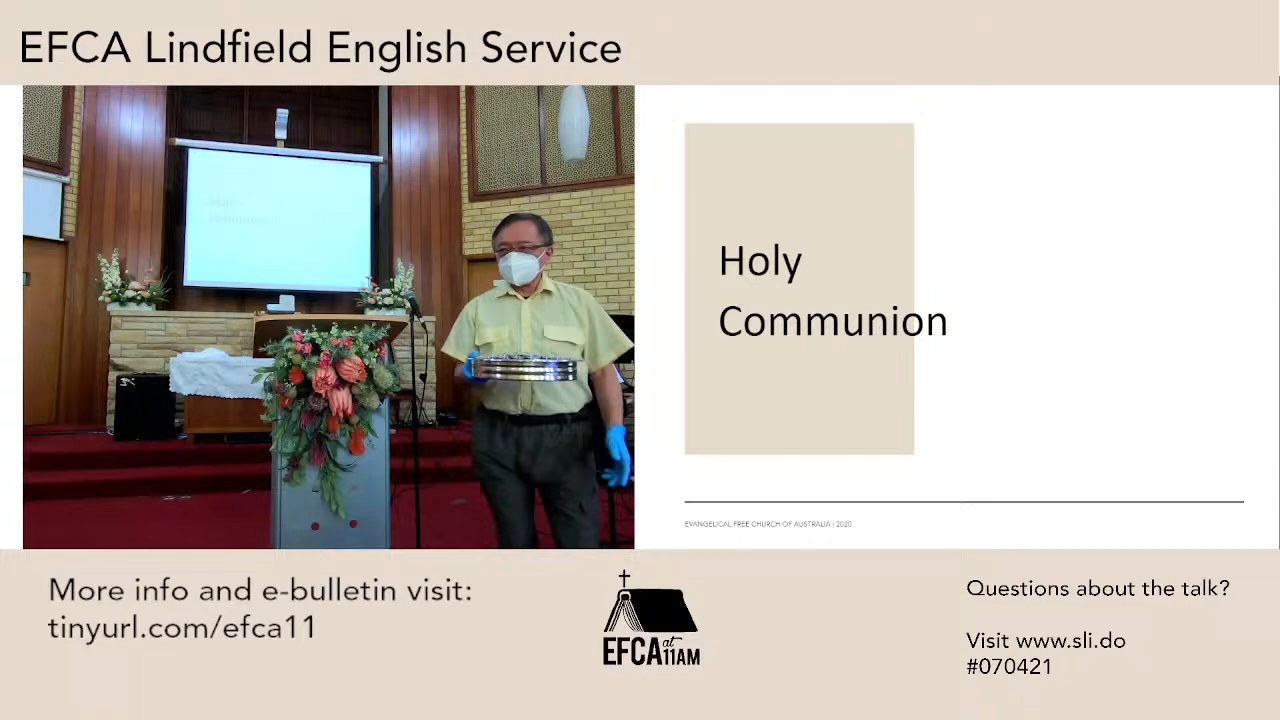 EFCA Lindfield English Service
Holy
Communion
EVANGELICAL FREE CHURCH OF AUSTRALIA | 2020
More info and e-bulletin visit:
tinyurl.com/efca11
EFCA at 11AM
Questions about the talk?
Visit www.sli.do
#070421